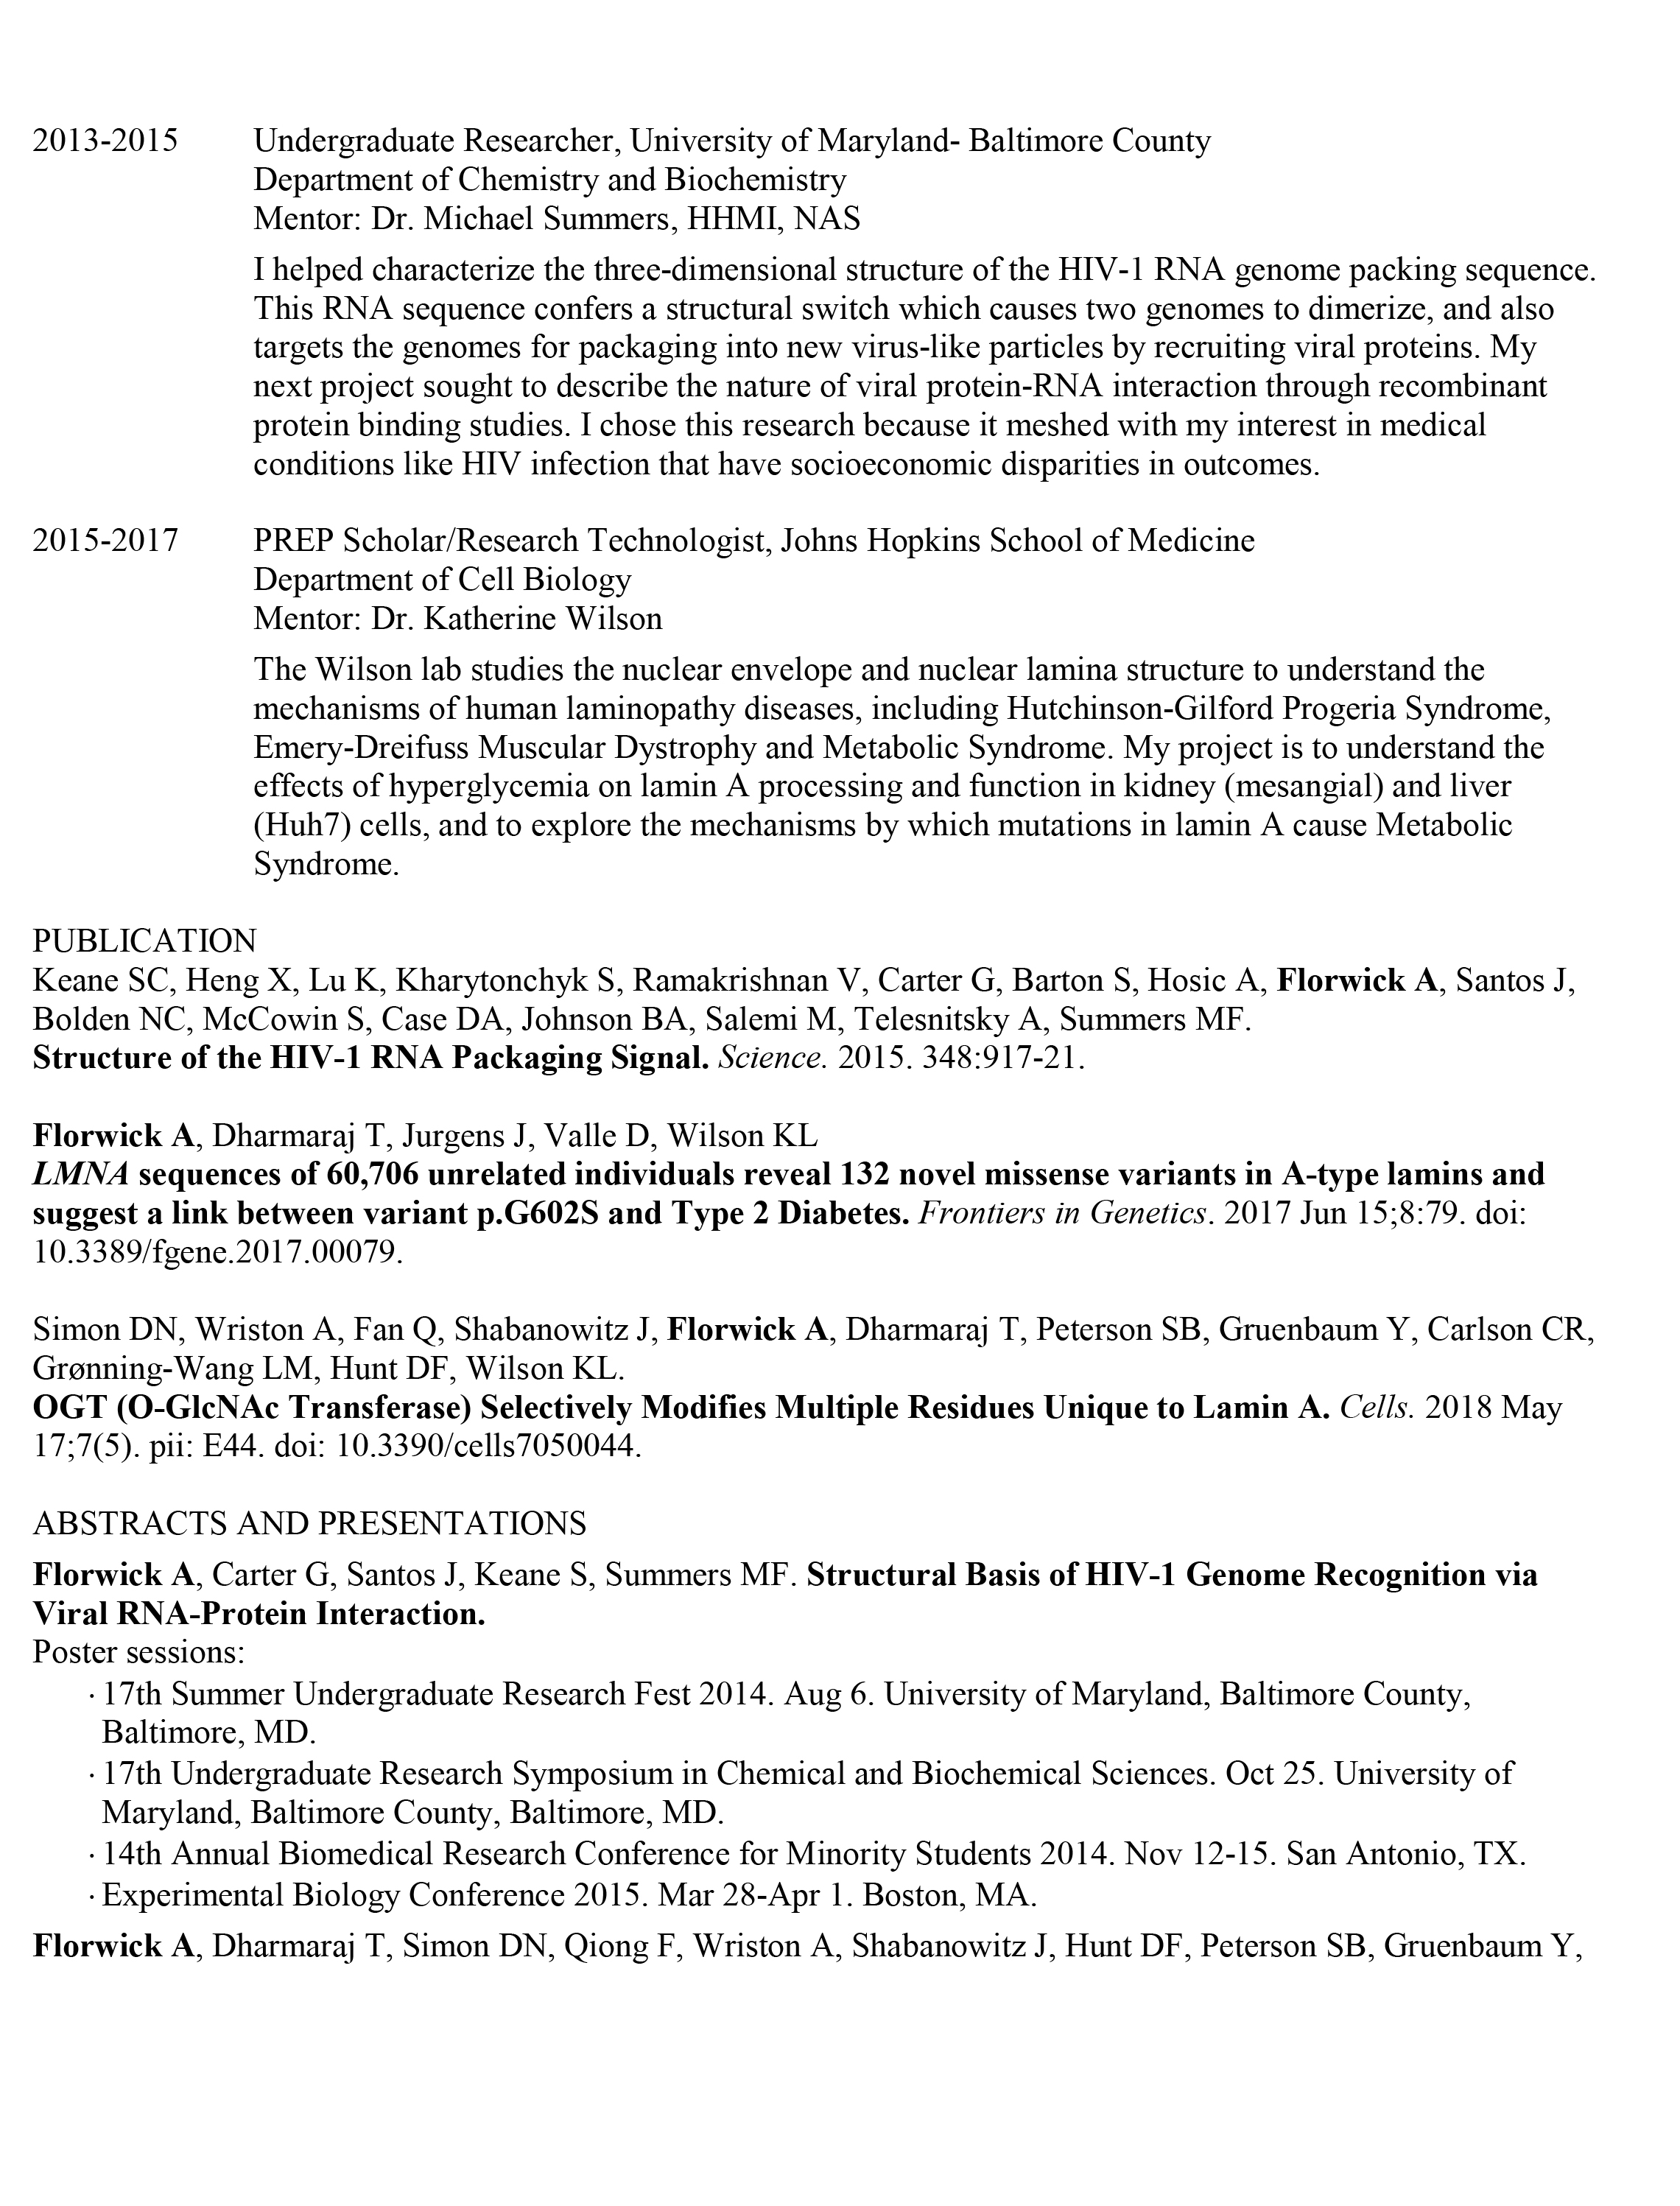 2013-2015 Undergraduate Researcher, University of Maryland- Baltimore County
Department of Chemistry and Biochemistry
Mentor: Dr. Michael Summers, HHMI, NAS
I helped characterize the three-dimensional structure of the HIV-1 RNA genome packing sequence.
This RNA sequence confers a structural switch which causes two genomes to dimerize, and also
targets the genomes for packaging into new virus-like particles by recruiting viral proteins. My
next project sought to describe the nature of viral protein-RNA interaction through recombinant
protein binding studies. I chose this research because it meshed with my interest in medical
conditions like HIV infection that have socioeconomic disparities in outcomes.
2015-2017 PREP Scholar/Research Technologist, Johns Hopkins School of Medicine
Department of Cell Biology
Mentor: Dr. Katherine Wilson
The Wilson lab studies the nuclear envelope and nuclear lamina structure to understand the
mechanisms of human laminopathy diseases, including Hutchinson-Gilford Progeria Syndrome,
Emery-Dreifuss Muscular Dystrophy and Metabolic Syndrome. My project is to understand the
effects of hyperglycemia on lamin A processing and function in kidney (mesangial) and liver
(Huh7) cells, and to explore the mechanisms by which mutations in lamin A cause Metabolic
Syndrome.
PUBLICATION
Keane SC, Heng X, Lu K, Kharytonchyk S, Ramakrishnan V, Carter G, Barton S, Hosic A, Florwick A, Santos J,
Bolden NC, McCowin S, Case DA, Johnson BA, Salemi M, Telesnitsky A, Summers MF.
Structure of the HIV-1 RNA Packaging Signal. Science. 2015. 348:917-21.
Florwick A, Dharmaraj T, Jurgens J, Valle D, Wilson KL
LMNA sequences of 60,706 unrelated individuals reveal 132 novel missense variants in A-type lamins and
suggest a link between variant p.G602S and Type 2 Diabetes. Frontiers in Genetics. 2017 Jun 15;8:79. doi:
10.3389/fgene.2017.00079.
Simon DN, Wriston A, Fan Q, Shabanowitz J, Florwick A, Dharmaraj T, Peterson SB, Gruenbaum Y, Carlson CR,
Grønning-Wang LM, Hunt DF, Wilson KL.
OGT (O-GlcNAc Transferase) Selectively Modifies Multiple Residues Unique to Lamin A. Cells. 2018 May
17;7(5). pii: E44. doi: 10.3390/cells7050044.
ABSTRACTS AND PRESENTATIONS
Florwick A, Carter G, Santos J, Keane S, Summers MF. Structural Basis of HIV-1 Genome Recognition via
Viral RNA-Protein Interaction.
Poster sessions:
· 17th Summer Undergraduate Research Fest 2014. Aug 6. University of Maryland, Baltimore County,
Baltimore, MD.
· 17th Undergraduate Research Symposium in Chemical and Biochemical Sciences. Oct 25. University of
Maryland, Baltimore County, Baltimore, MD.
· 14th Annual Biomedical Research Conference for Minority Students 2014. Nov 12-15. San Antonio, TX.
· Experimental Biology Conference 2015. Mar 28-Apr 1. Boston, MA.
Florwick A, Dharmaraj T, Simon DN, Qiong F, Wriston A, Shabanowitz J, Hunt DF, Peterson SB, Gruenbaum Y,